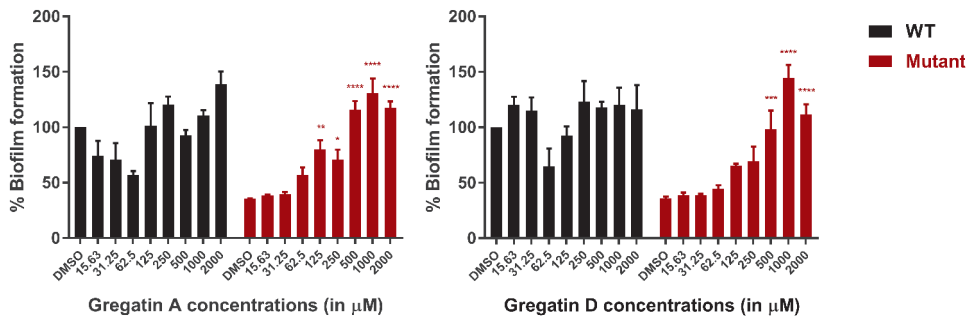 200
150
100
50
0
% Biofilm formation
** * **** **** ****
DMSO 15.63 31.25 62.5 125 250 500 1000 2000 DMSO 15.63 31.25 62.5 125 250 500 1000 2000
Gregatin A concentrations (in μM)
200
150
100
50
0
% Biofilm formation
*** **** ****
DMSO 15.63 31.25 62.5 125 250 500 1000 2000 DMSO 15.63 31.25 62.5 125 250 500 1000 2000
Gregatin D concentrations (in μM)
WT
Mutant